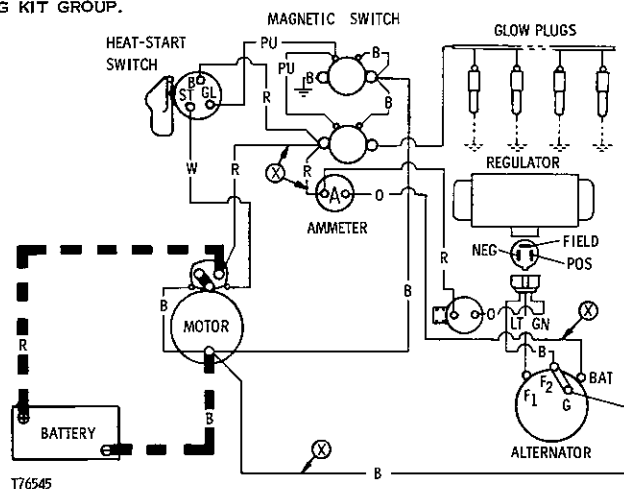 G KIT GROUP.
MAGNETIC SWITCH
HEAT-START
SWITCH
GLOW PLUGS
PU
PU
B
B
B
B
ST
GL
R
R
W
R
X
A
O
AMMETER
REGULATOR
NEG
FIELD
POS
R
B
O
LT GN
X
B
MOTOR
B
R
F1
F2
G
BAT
ALTERNATOR
BATTERY
B
X
B
T76545